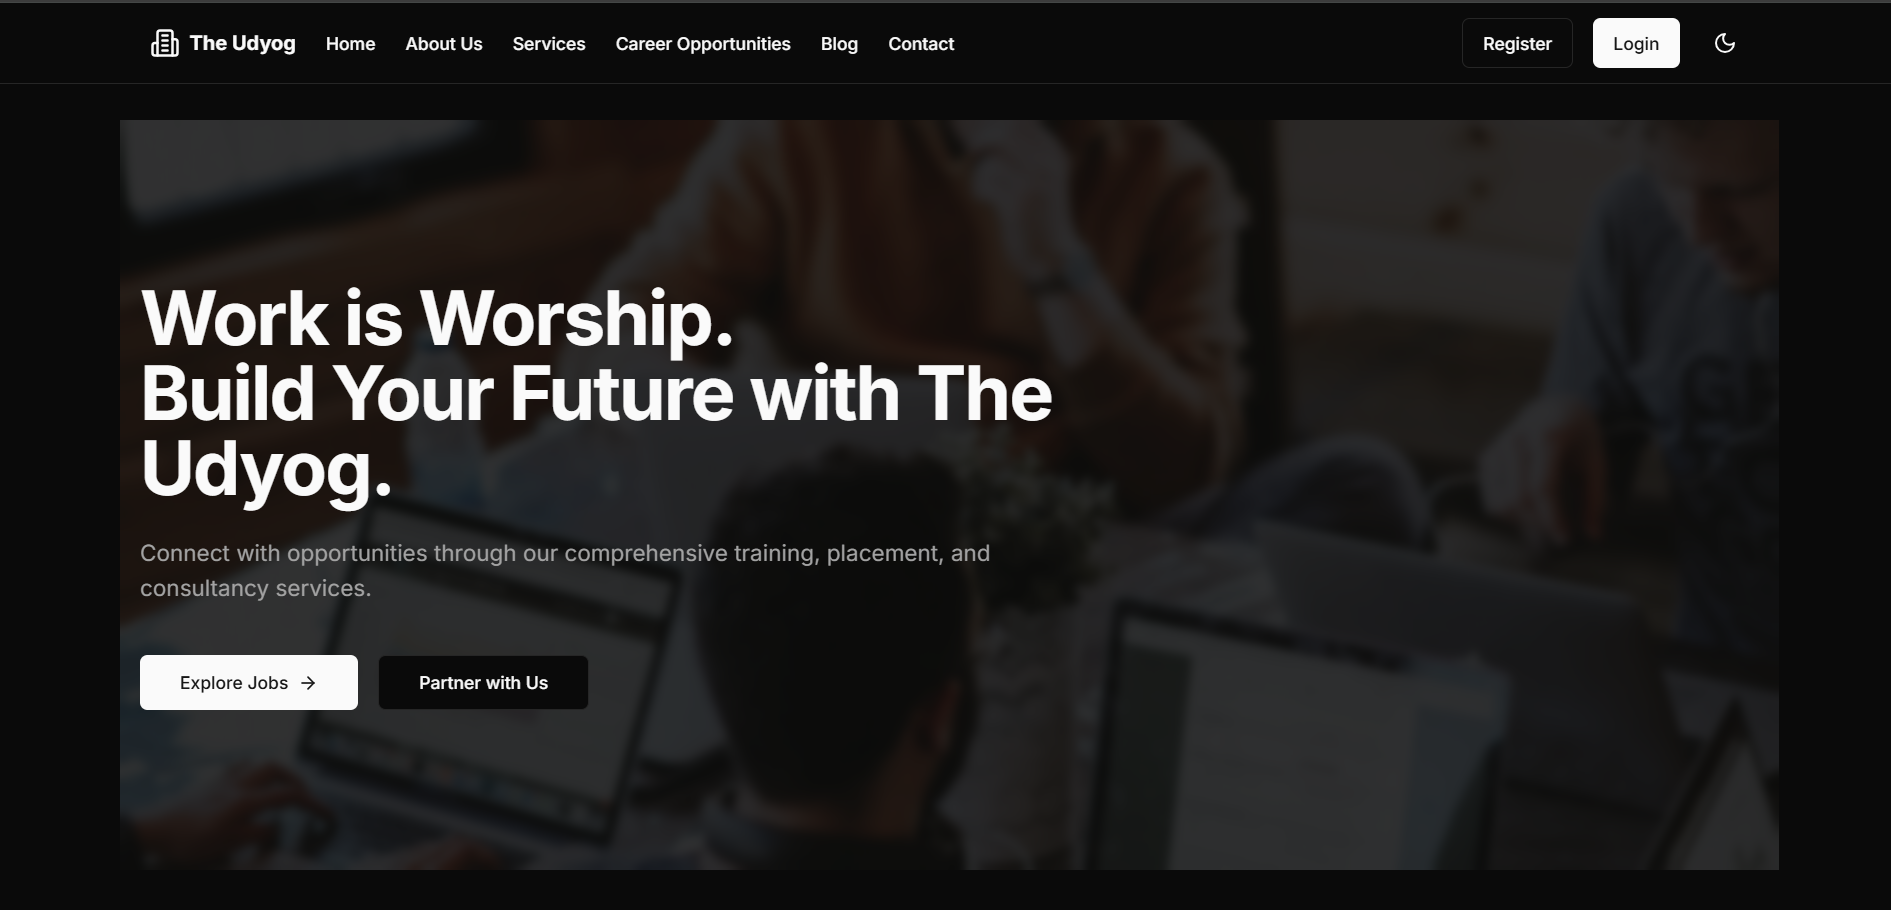 The Udyog
Home
About Us
Services
Career Opportunities
Blog
Contact
Register
Login
Work is Worship.
Build Your Future with The
Udyog.
Connect with opportunities through our comprehensive training, placement, and
consultancy services.
Explore Jobs
Partner with Us